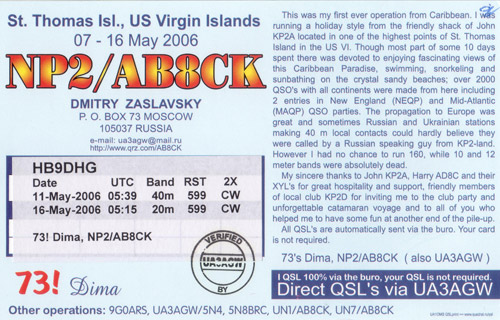 St. Thomas Isl., US Virgin Islands
07 - 16 May 2006
NP2/AB8CK
DMITRY ZASLAVSKY
P. O. BOX 73 MOSCOW
105037 RUSSIA
e-mail: ua3agw@mail.ru
http://www.qrz.com/AB8CK
HB9DHG
Date UTC Band RST 2X
11-May-2006 05:39 40m 599 CW
16-May-2006 05:15 20m 599 CW
73! Dima, NP2/AB8CK
VERIFIED
UA3AGW
BY
73! Dima
This was my first ever operation from Caribbean. I was
running a holiday style from the friendly shack of John
KP2A located in one of the highest points of St. Thomas
Island in the US VI. Though most part of some 10 days
spent there was devoted to enjoying fascinating views of
this Caribbean Paradise, swimming, snorkeling and
sunbathing on the crystal sandy beaches; over 2000
QSO's with all continents were made from here including
2 entries in New England (NEQP) and Mid-Atlantic
(MAQP) QSO parties. The propagation to Europe was
great and sometimes Russian and Ukrainian stations
making 40 m local contacts could hardly believe they
were called by a Russian speaking guy from KP2-land.
However I had no chance to run 160, while 10 and 12
meter bands were absolutely dead.
My sincere thanks to John KP2A, Harry AD8C and their
XYL's for great hospitality and support, friendly members
of local club KP2D for inviting me to the club party and
unforgettable catamaran voyage and to all of you who
helped me to have some fun at another end of the pile-up.
All QSL's are automatically sent via the buro. Your card
is not required.
73's Dima, NP2/AB8CK ( also UA3AGW )
I QSL 100% via the buro, your QSL is not required.
Direct QSL's via UA3AGW
Other operations: 9G0ARS, UA3AGW/5N4, 5N8BRC, UN1/AB8CK, UN7/AB8CK